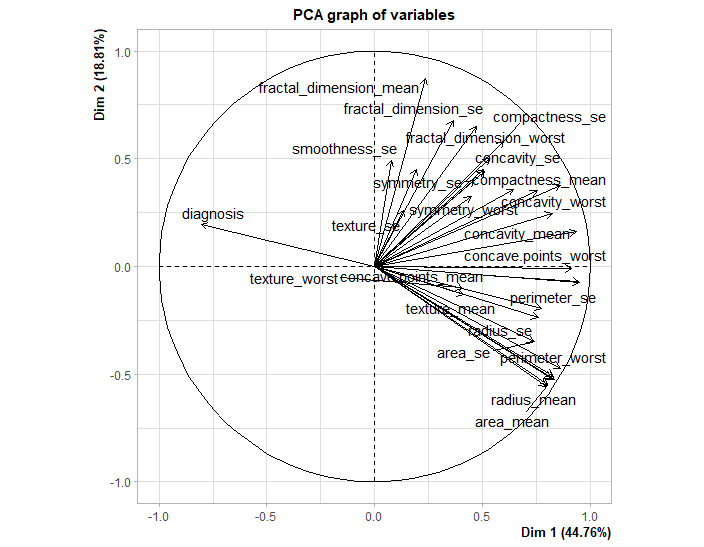 PCA graph of variables
Dim 2 (18.81%)
1.0
fractal_dimension_mean
fractal_dimension_se
compactness_se
fractal_dimension_worst
smoothness_se
concavity_se
0.5
symmetry_se
compactness_mean
concavity_worst
diagnosis
symmetry_worst
texture_se
concavity_mean
concave.points_worst
0.0
texture_worst
concave.points_mean
perimeter_se
texture_mean
radius_se
area_se
perimeter_worst
-0.5
radius_mean
area_mean
-1.0
-1.0
-0.5
0.0
0.5
1.0
Dim 1 (44.76%)